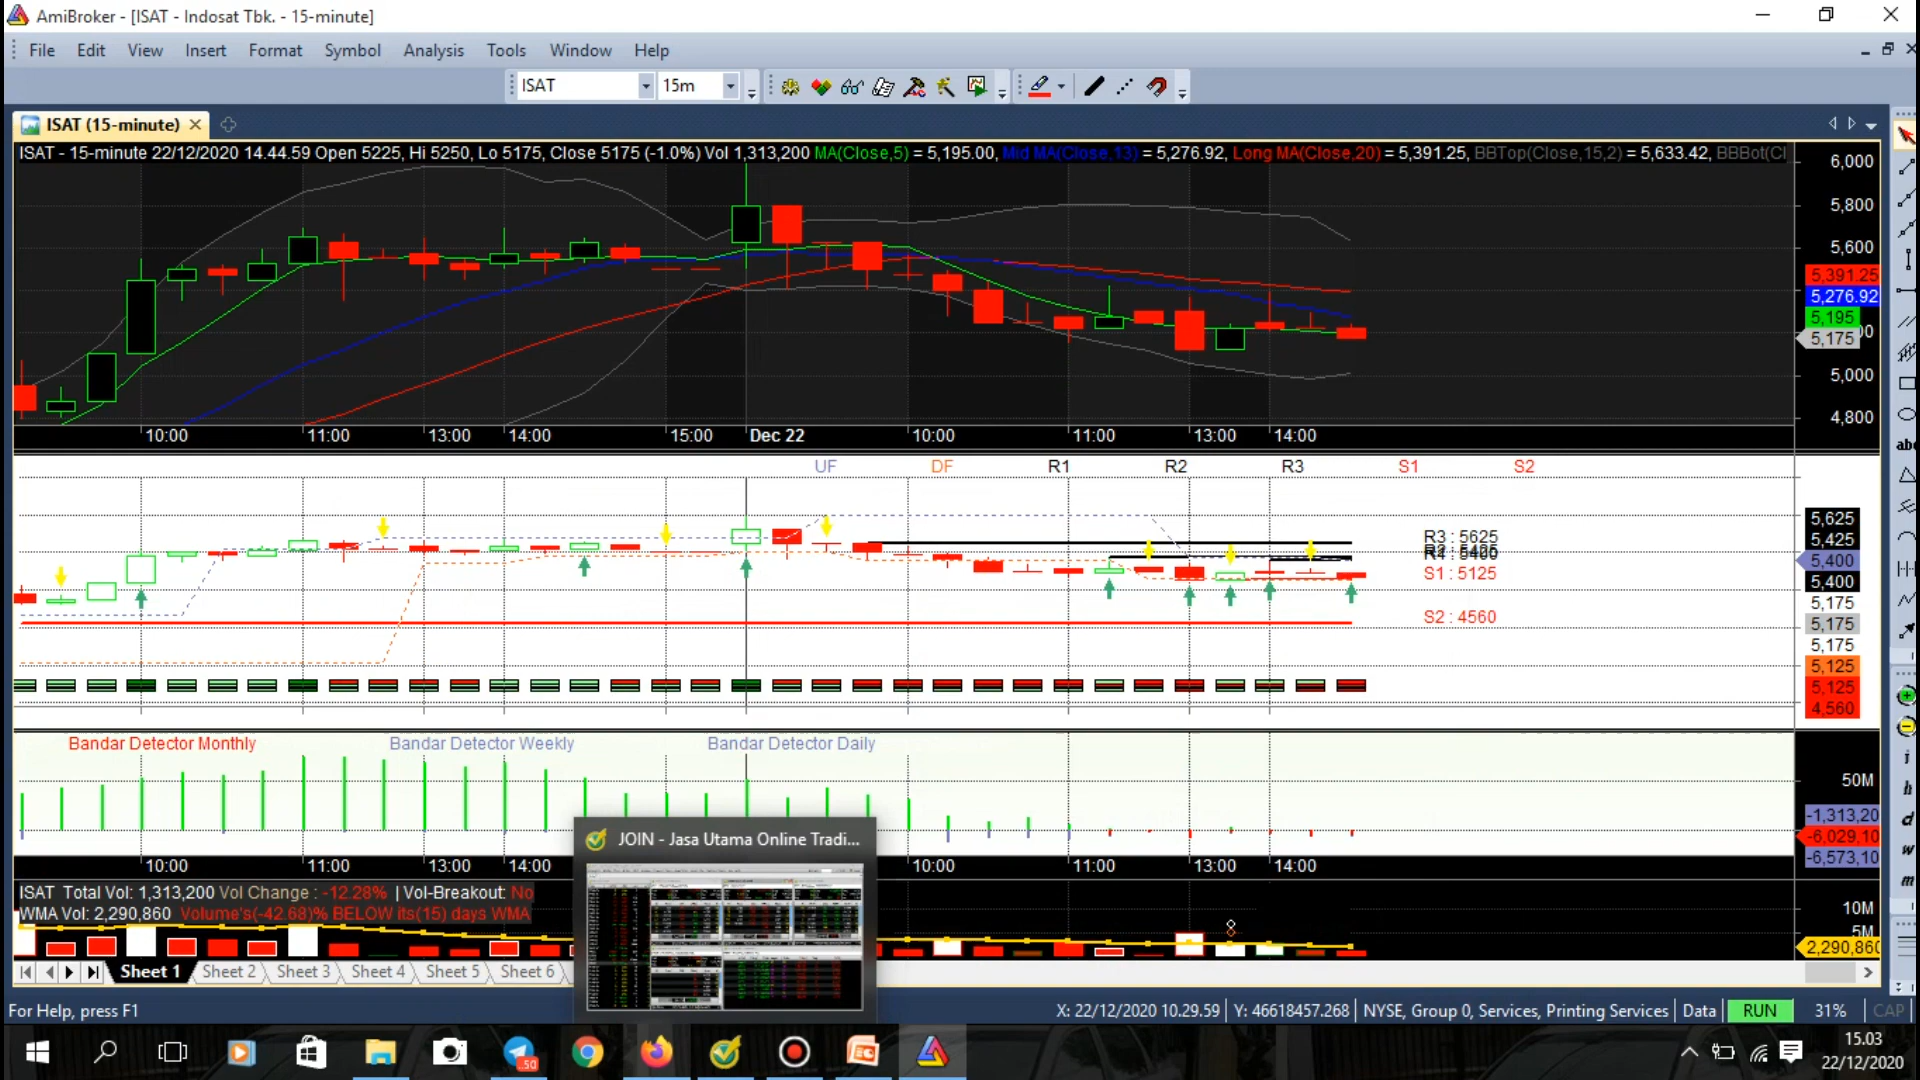 AmiBroker - [ISAT - Indosat Tbk. - 15-minute]
File Edit View Insert Format Symbol Analysis Tools Window Help
ISAT 15m
ISAT (15-minute)
ISAT - 15-minute 22/12/2020 14.44.59 Open 5225, Hi 5250, Lo 5175, Close 5175 (-1.0%) Vol 1,313,200 MA(Close,5) = 5,195.00, Mid MA(Close,13) = 5,276.92, Long MA(Close,20) = 5,391.25, BBTop(Close,15,2) = 5,633.42, BBBot(Cl
6,000
5,800
5,600
5,391.25
5,276.92
5,195
5,175
5,000
4,800
10:00 11:00 13:00 14:00 15:00 Dec 22 10:00 11:00 13:00 14:00
UF DF R1 R2 R3 S1 S2
R3 : 5625
S1 : 5125
S2 : 4560
5,625
5,425
5,400
5,400
5,175
5,175
5,175
5,125
5,125
4,560
Bandar Detector Monthly Bandar Detector Weekly Bandar Detector Daily
50M
-1,313,20
-6,029,10
-6,573,10
10:00 11:00 13:00 14:00 10:00 11:00 13:00 14:00
ISAT Total Vol: 1,313,200 Vol Change : -12.28% | Vol-Breakout: No
WMA Vol: 2,290,860 Volume's(-42.68)% BELOW its(15) days WMA
10M
5M
2,290,860
JOIN - Jasa Utama Online Tradi...
Sheet 1 Sheet 2 Sheet 3 Sheet 4 Sheet 5 Sheet 6
For Help, press F1
X: 22/12/2020 10.29.59 Y: 46618457.268 NYSE, Group 0, Services, Printing Services Data RUN 31% CAP
abc
i
h
d
w
m
..50
15.03
22/12/2020